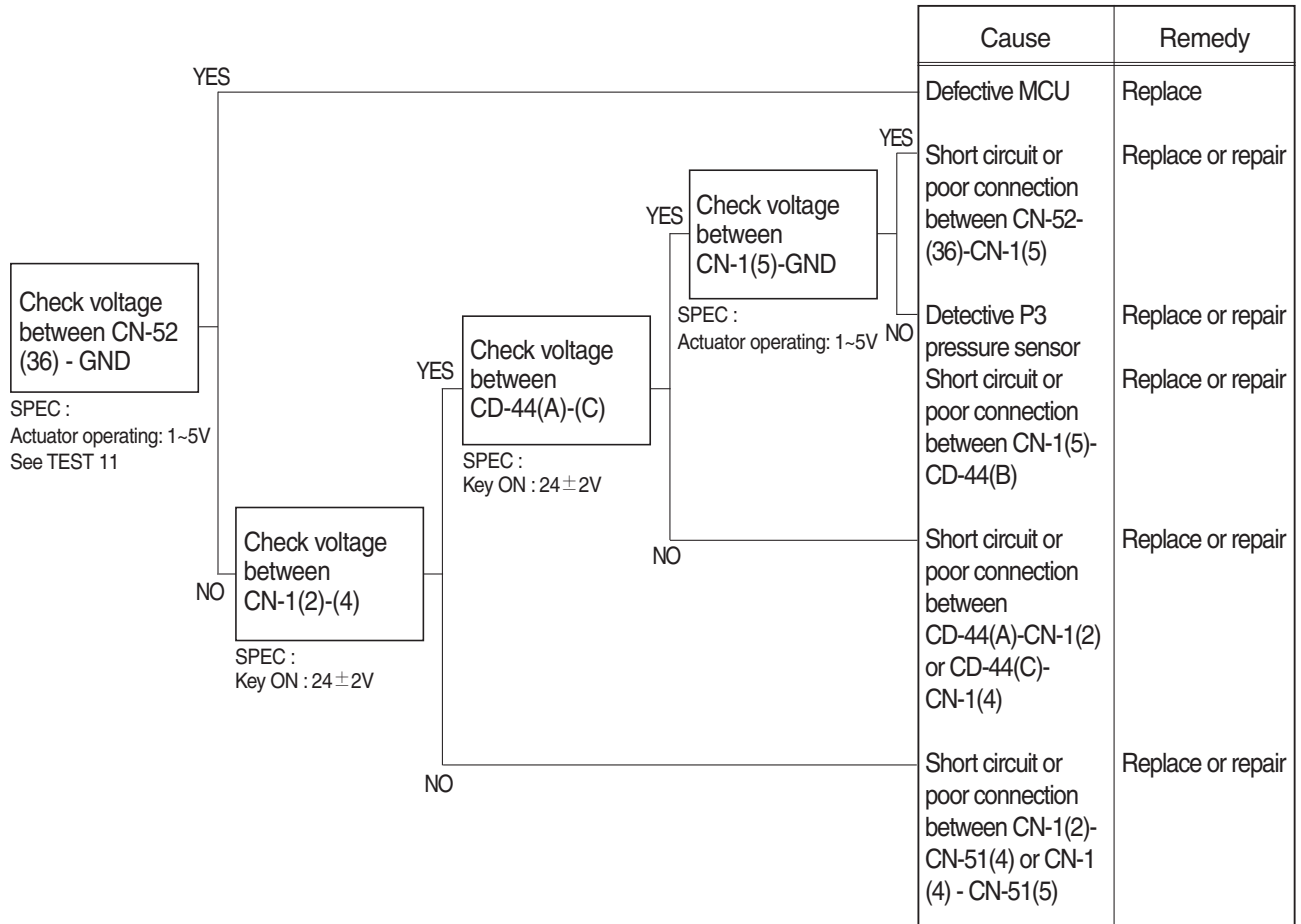 Cause
Remedy
YES
Defective MCU
Replace
YES
Short circuit or
poor connection
between CN-52-
(36)-CN-1(5)
Replace or repair
YES
Check voltage
between
CN-1(5)-GND
SPEC :
Actuator operating: 1~5V
NO
Detective P3
pressure sensor
Replace or repair
Short circuit or
poor connection
between CN-1(5)-
CD-44(B)
Replace or repair
Check voltage
between CN-52
(36) - GND
SPEC :
Actuator operating: 1~5V
See TEST 11
YES
Check voltage
between
CD-44(A)-(C)
SPEC :
Key ON : 24±2V
NO
Short circuit or
poor connection
between
CD-44(A)-CN-1(2)
or CD-44(C)-
CN-1(4)
Replace or repair
NO
Check voltage
between
CN-1(2)-(4)
SPEC :
Key ON : 24±2V
NO
Short circuit or
poor connection
between CN-1(2)-
CN-51(4) or CN-1
(4) - CN-51(5)
Replace or repair